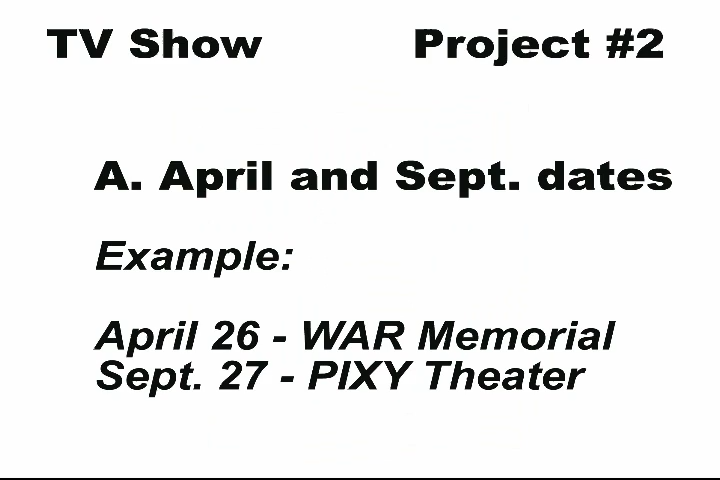 TV Show Project #2
A. April and Sept. dates
Example:
April 26 - WAR Memorial
Sept. 27 - PIXY Theater